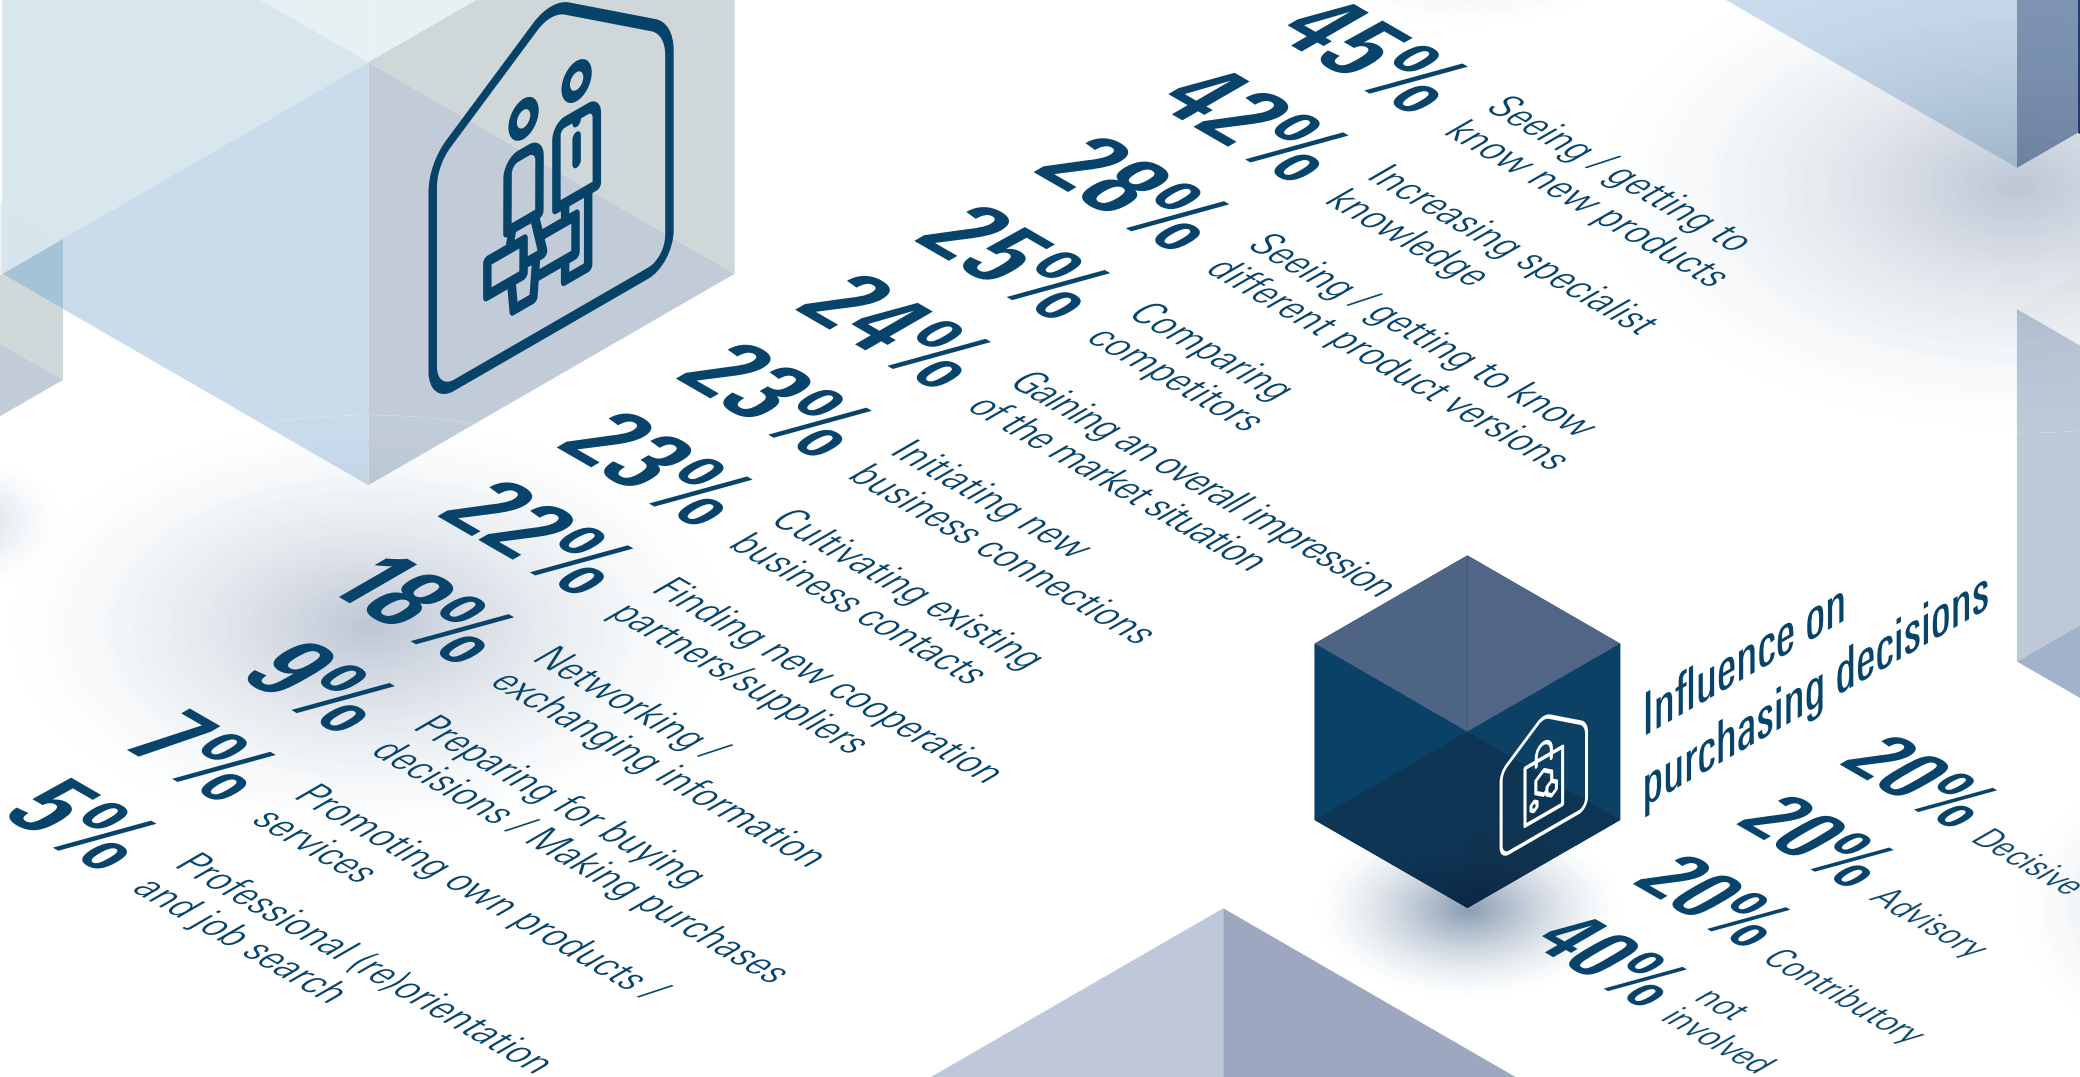 45%
Seeing / getting to
know new products
42%
Increasing specialist
knowledge
28%
Seeing / getting to know
different product versions
25%
Comparing
competitors
24%
Gaining an overall impression
of the market situation
23%
Initiating new
business connections
23%
Cultivating existing
business contacts
22%
Finding new cooperation
partners/suppliers
18%
Networking /
exchanging information
9%
Preparing for buying
decisions / Making purchases
7%
Promoting own products /
services
5%
Professional (re)orientation
and job search
Influence on
purchasing decisions
20%
Decisive
20%
Advisory
20%
Contributory
40%
not
involved